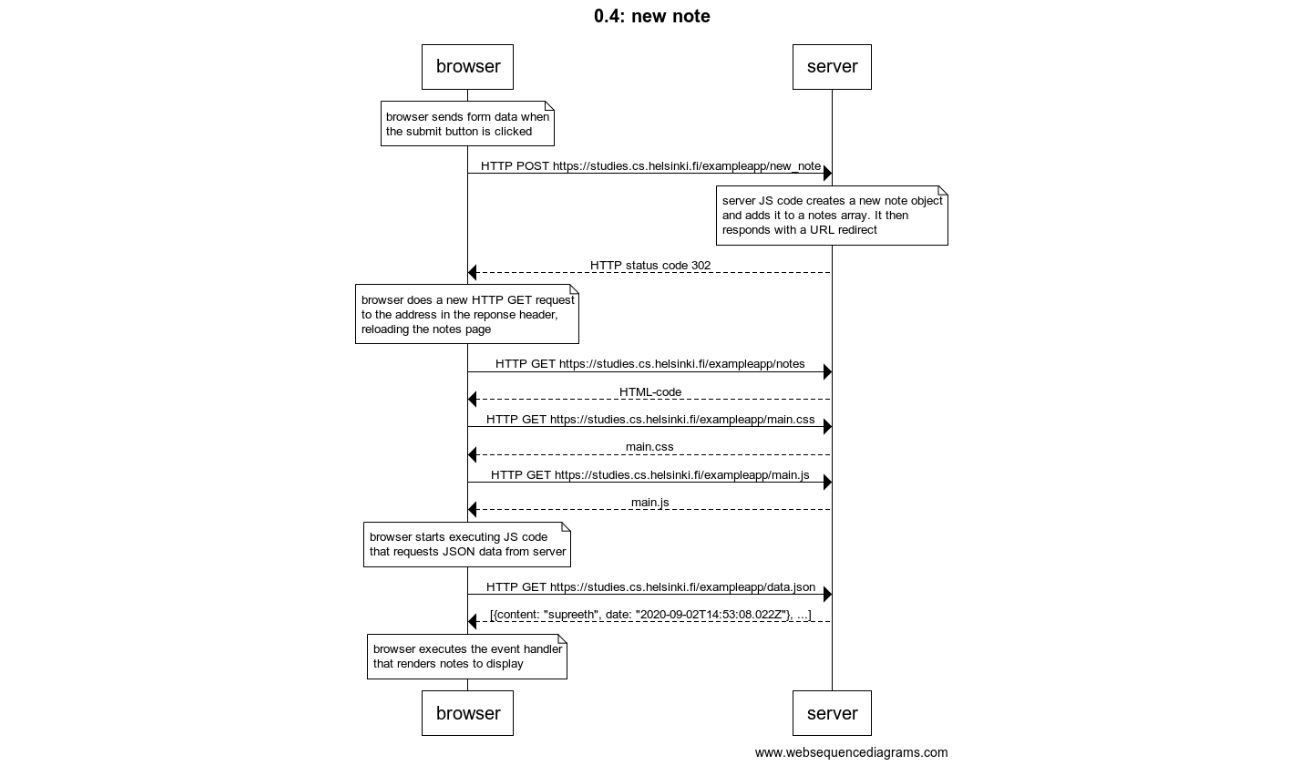 0.4: new note
browser
server
browser sends form data when
the submit button is clicked
HTTP POST https://studies.cs.helsinki.fi/exampleapp/new_note
server JS code creates a new note object
and adds it to a notes array. It then
responds with a URL redirect
HTTP status code 302
browser does a new HTTP GET request
to the address in the reponse header,
reloading the notes page
HTTP GET https://studies.cs.helsinki.fi/exampleapp/notes
HTML-code
HTTP GET https://studies.cs.helsinki.fi/exampleapp/main.css
main.css
HTTP GET https://studies.cs.helsinki.fi/exampleapp/main.js
main.js
browser starts executing JS code
that requests JSON data from server
HTTP GET https://studies.cs.helsinki.fi/exampleapp/data.json
[{content: "supreeth", date: "2020-09-02T14:53:08.022Z"}, ...]
browser executes the event handler
that renders notes to display
browser
server
www.websequencediagrams.com